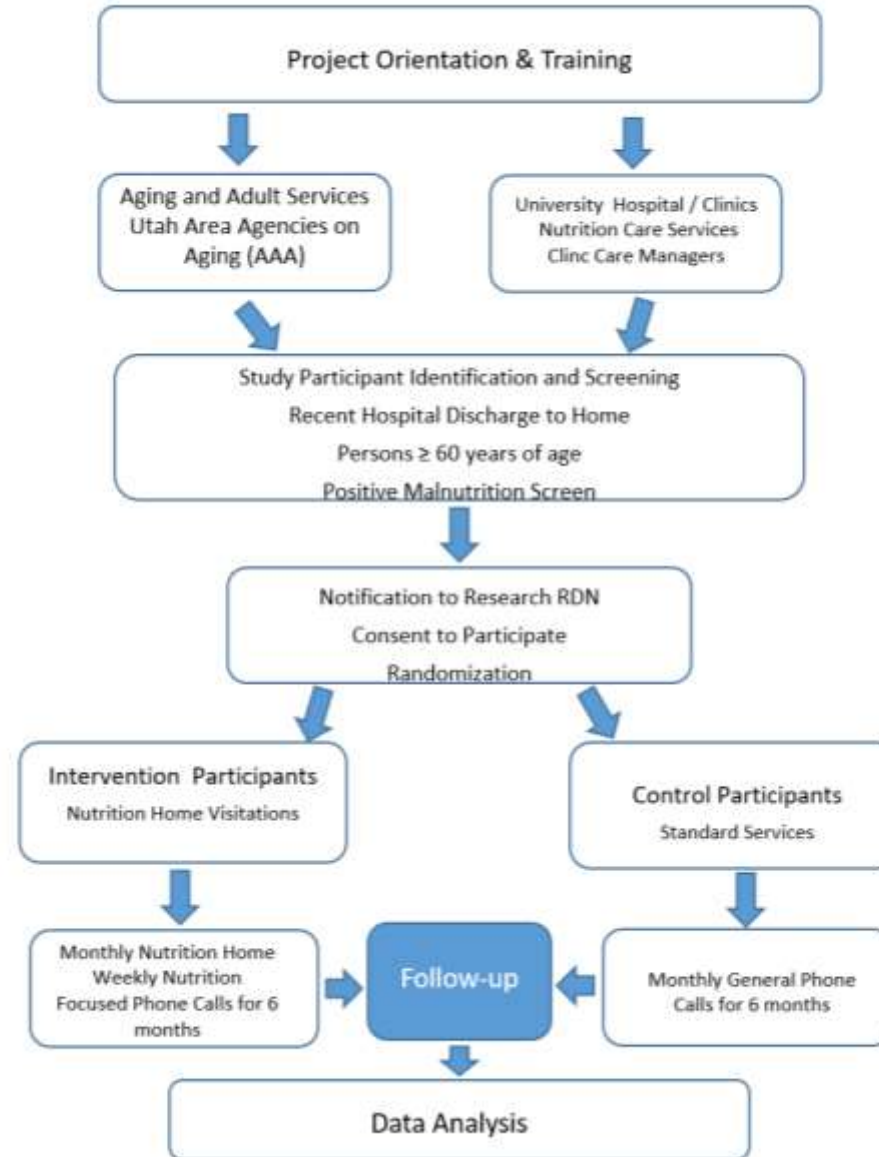 Project Orientation & Training
Aging and Adult Services
Utah Area Agencies on
Aging (AAA)
University Hospital / Clinics
Nutrition Care Services
Clinc Care Managers
Study Participant Identification and Screening
Recent Hospital Discharge to Home
Persons ≥ 60 years of age
Positive Malnutrition Screen
Notification to Research RDN
Consent to Participate
Randomization
Intervention Participants
Nutrition Home Visitations
Control Participants
Standard Services
Monthly Nutrition Home
Weekly Nutrition
Focused Phone Calls for 6
months
Follow-up
Monthly General Phone
Calls for 6 months
Data Analysis